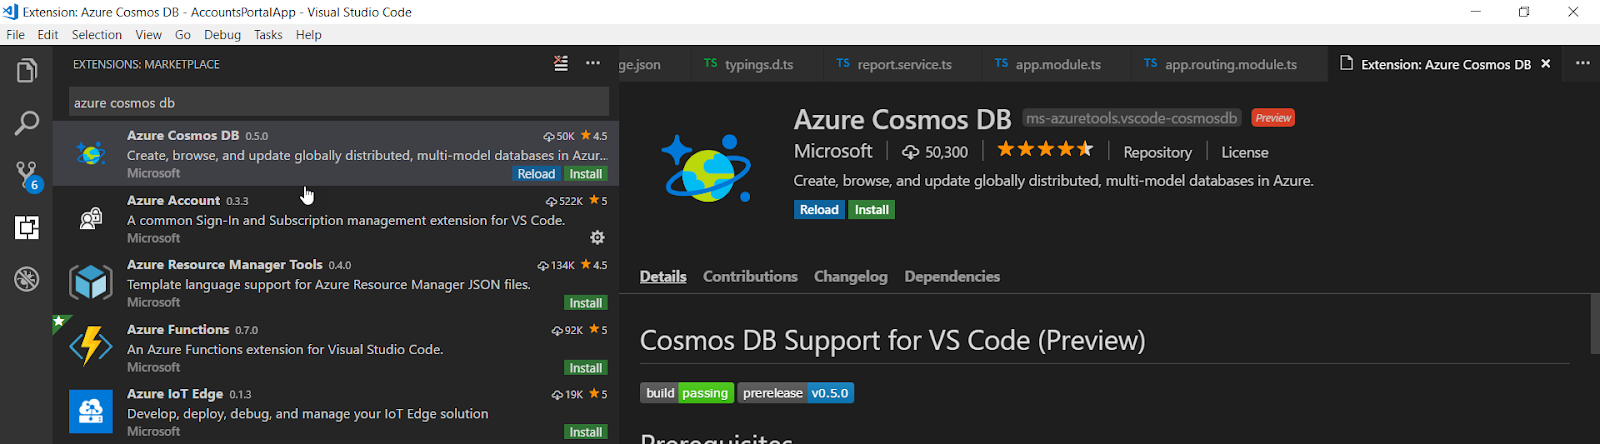 Extension: Azure Cosmos DB - AccountsPortalApp - Visual Studio Code
File Edit Selection View Go Debug Tasks Help
EXTENSIONS: MARKETPLACE
azure cosmos db
Azure Cosmos DB 0.5.0 50K 4.5
Create, browse, and update globally distributed, multi-model databases in Azur...
Microsoft Reload Install
Azure Account 0.3.3 522K 5
A common Sign-In and Subscription management extension for VS Code.
Microsoft
Azure Resource Manager Tools 0.4.0 134K 4.5
Template language support for Azure Resource Manager JSON files.
Microsoft Install
Azure Functions 0.7.0 92K 5
An Azure Functions extension for Visual Studio Code.
Microsoft Install
Azure IoT Edge 0.1.3 19K 5
Develop, deploy, debug, and manage your IoT Edge solution
Microsoft Install
6
ge.json TS typings.d.ts TS report.service.ts TS app.module.ts TS app.routing.module.ts Extension: Azure Cosmos DB
Azure Cosmos DB ms-azuretools.vscode-cosmosdb Preview
Microsoft 50,300 Repository License
Create, browse, and update globally distributed, multi-model databases in Azure.
Reload Install
Details Contributions Changelog Dependencies
Cosmos DB Support for VS Code (Preview)
build passing prerelease v0.5.0
Prerequisites